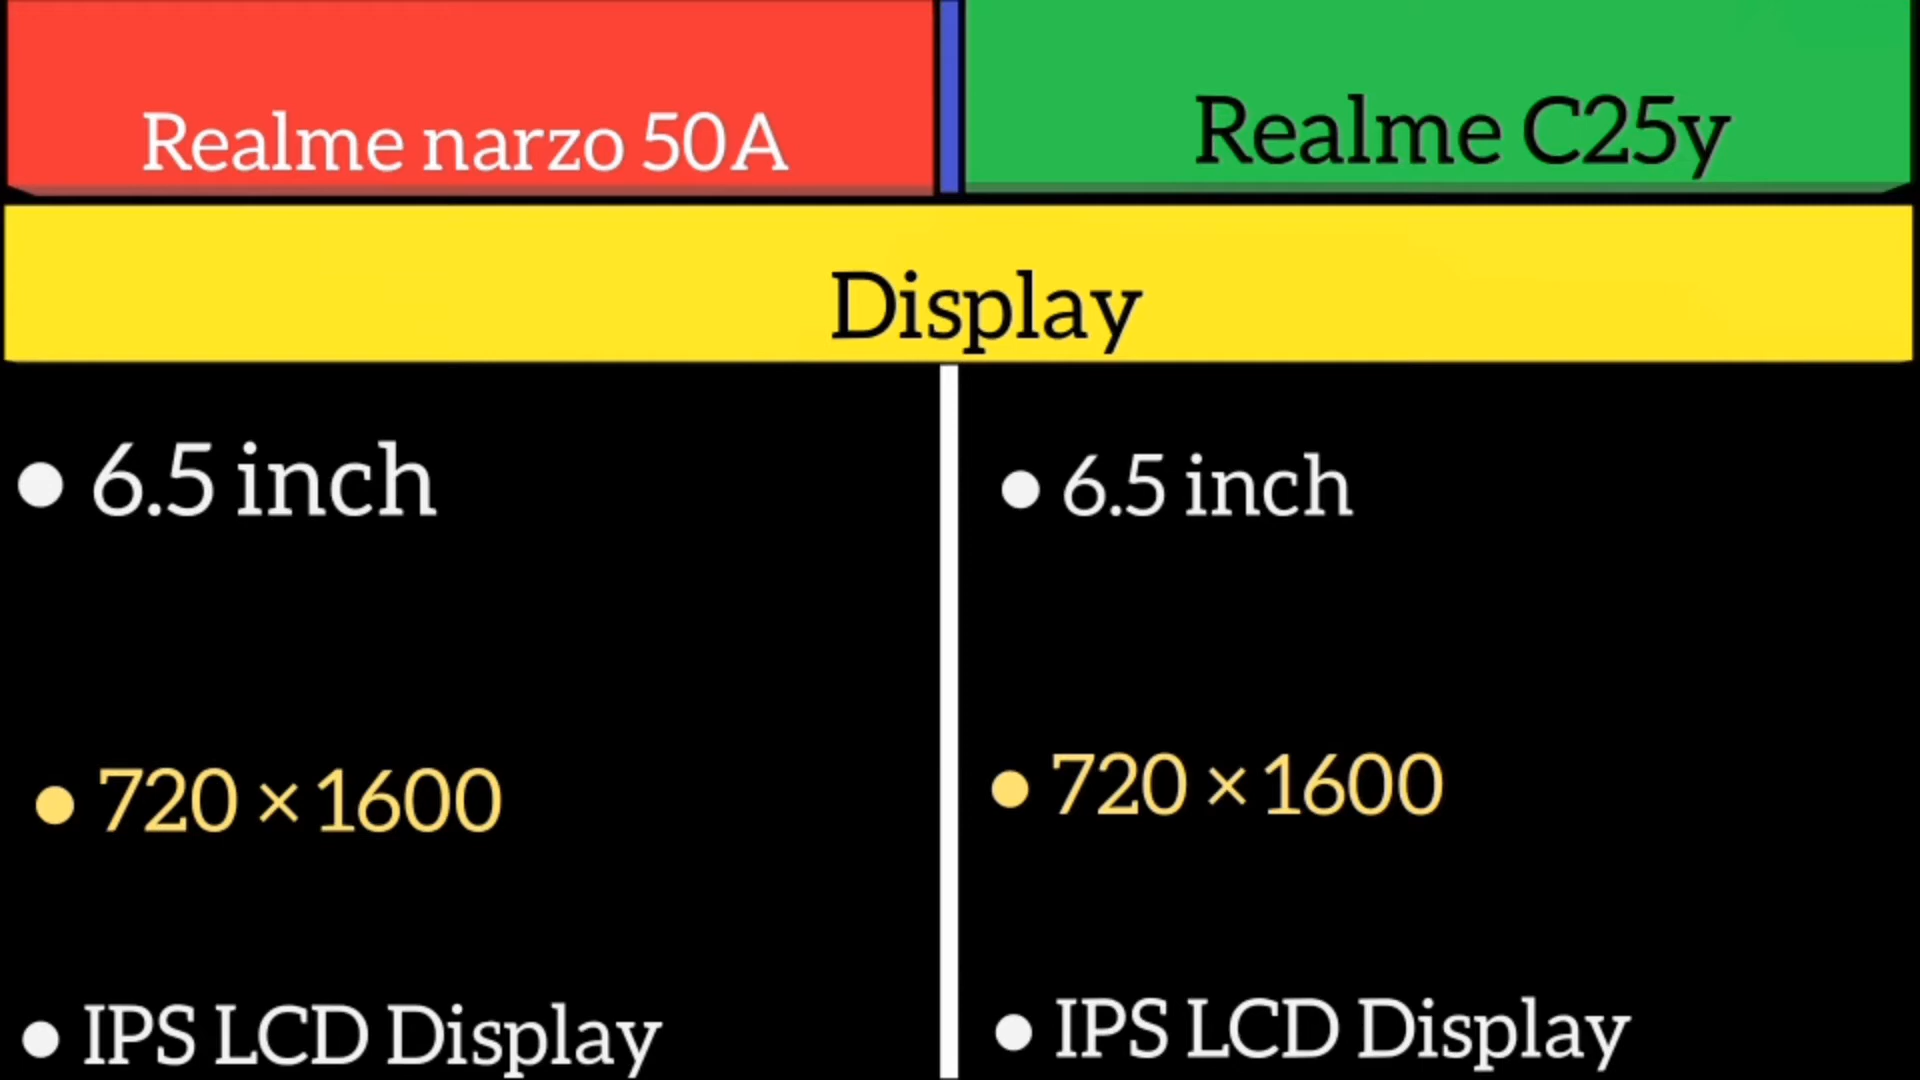 Realme narzo 50A
Realme C25y
Display
• 6.5 inch
• 6.5 inch
• 720 × 1600
• 720 × 1600
• IPS LCD Display
• IPS LCD Display